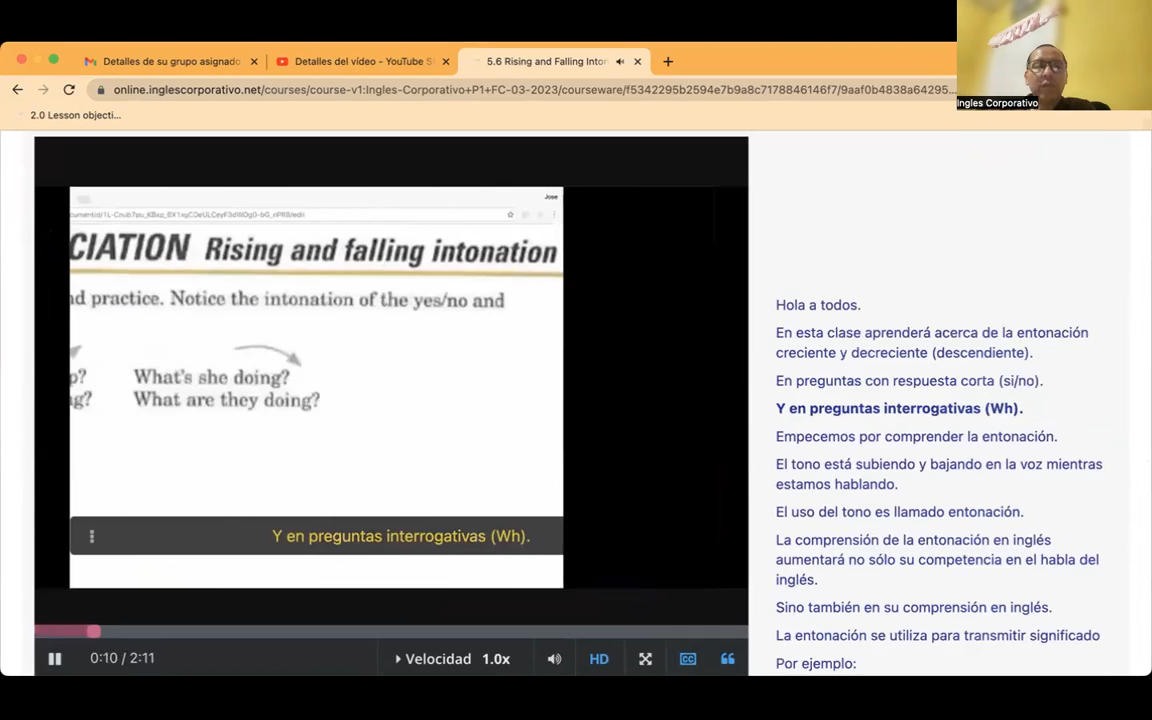 Detalles de su grupo asignado
Detalles del vídeo - YouTube S
5.6 Rising and Falling Inton
online.inglescorporativo.net/courses/course-v1:Ingles-Corporativo+P1+FC-03-2023/courseware/f5342295b2594e7b9a8c7178846146f7/9aaf0b4838a64295...
Ingles Corporativo
2.0 Lesson objecti...
Jose
CIATION Rising and falling intonation
nd practice. Notice the intonation of the yes/no and
p? What's she doing?
g? What are they doing?
Y en preguntas interrogativas (Wh).
0:10 / 2:11
Velocidad 1.0x
HD
CC
Hola a todos.
En esta clase aprenderá acerca de la entonación
creciente y decreciente (descendiente).
En preguntas con respuesta corta (si/no).
Y en preguntas interrogativas (Wh).
Empecemos por comprender la entonación.
El tono está subiendo y bajando en la voz mientras
estamos hablando.
El uso del tono es llamado entonación.
La comprensión de la entonación en inglés
aumentará no sólo su competencia en el habla del
inglés.
Sino también en su comprensión en inglés.
La entonación se utiliza para transmitir significado
Por ejemplo: